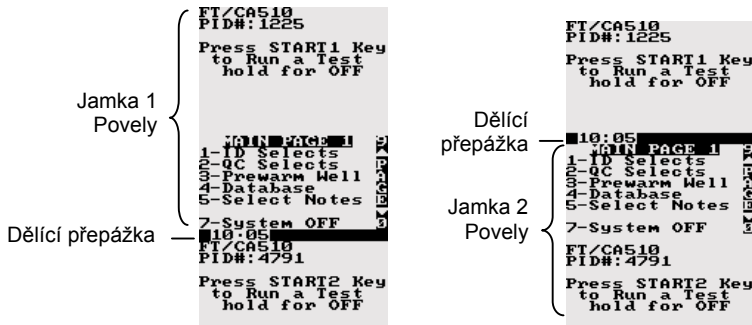 FT/CA510
PID#:1225
Press START1 Key
to Run a Test
hold for OFF
Jamka 1
Povely
MAIN PAGE 1 9
1-ID Selects
2-QC Selects P
3-Prewarm Well A
4-Database G
5-Select Notes E
7-System OFF 0
Dělící přepážka
10:05
FT/CA510
PID#:4791
Press START2 Key
to Run a Test
hold for OFF
FT/CA510
PID#:1225
Press START1 Key
to Run a Test
hold for OFF
Dělící
přepážka
10:05
MAIN PAGE 1 9
1-ID Selects
2-QC Selects P
3-Prewarm Well A
4-Database G
5-Select Notes E
Jamka 2
Povely
7-System OFF 0
FT/CA510
PID#:4791
Press START2 Key
to Run a Test
hold for OFF